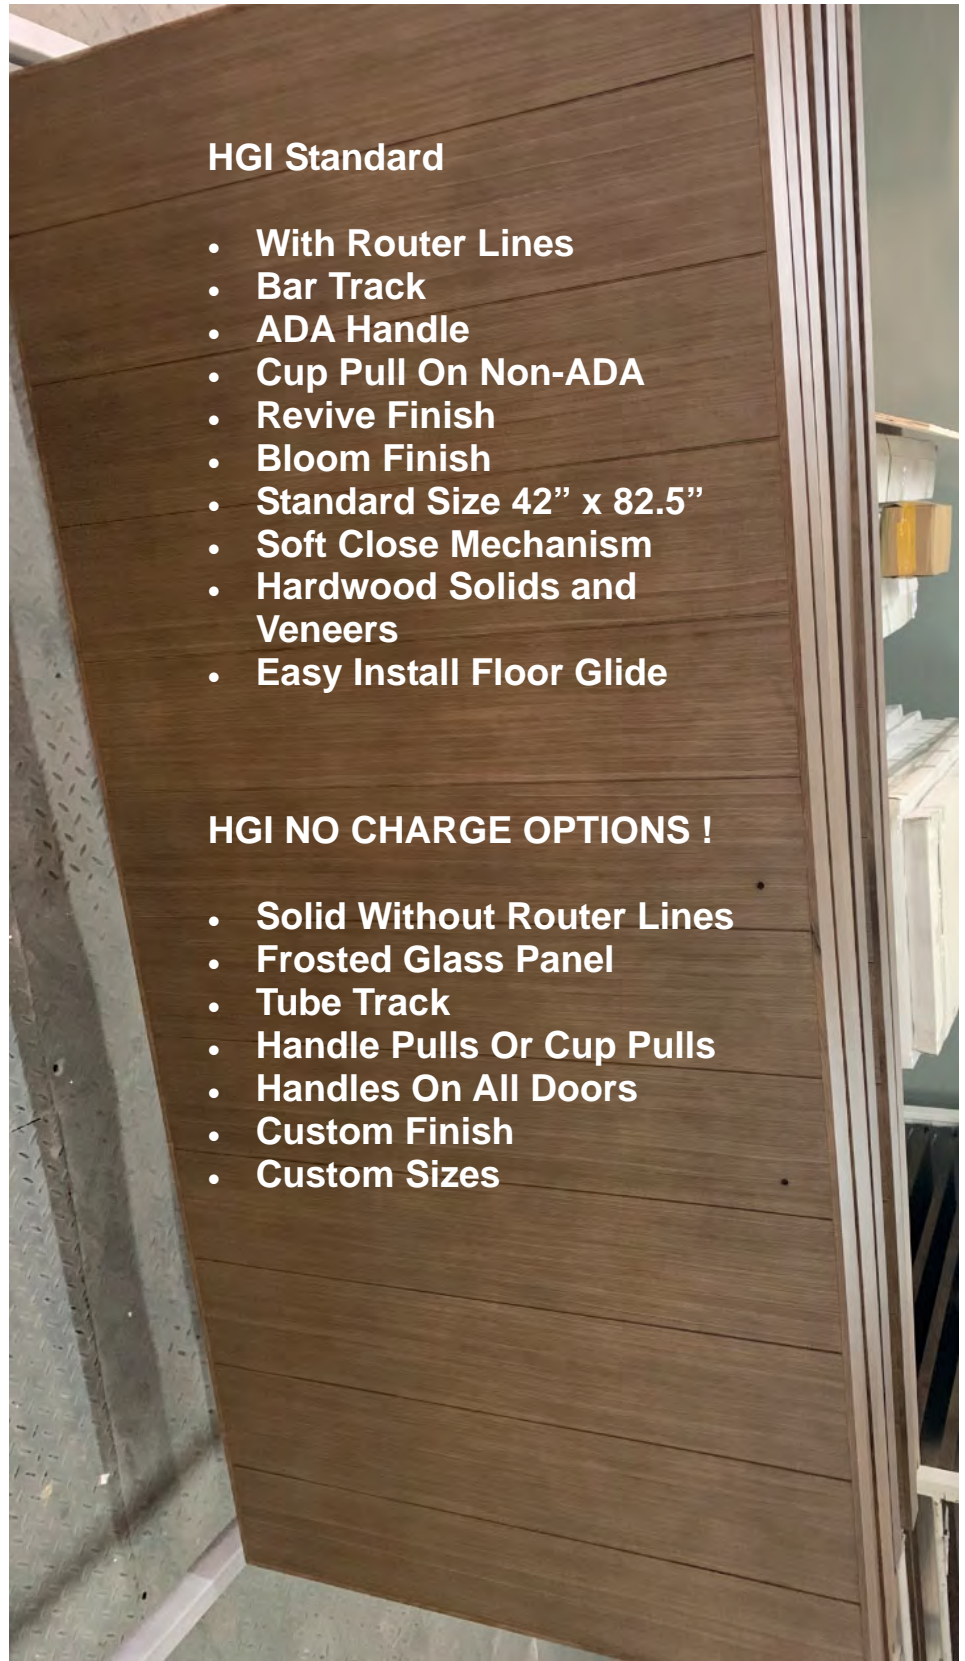 HGI Standard
• With Router Lines
• Bar Track
• ADA Handle
• Cup Pull On Non-ADA
• Revive Finish
• Bloom Finish
• Standard Size 42” x 82.5”
• Soft Close Mechanism
• Hardwood Solids and
Veneers
• Easy Install Floor Glide
HGI NO CHARGE OPTIONS !
• Solid Without Router Lines
• Frosted Glass Panel
• Tube Track
• Handle Pulls Or Cup Pulls
• Handles On All Doors
• Custom Finish
• Custom Sizes